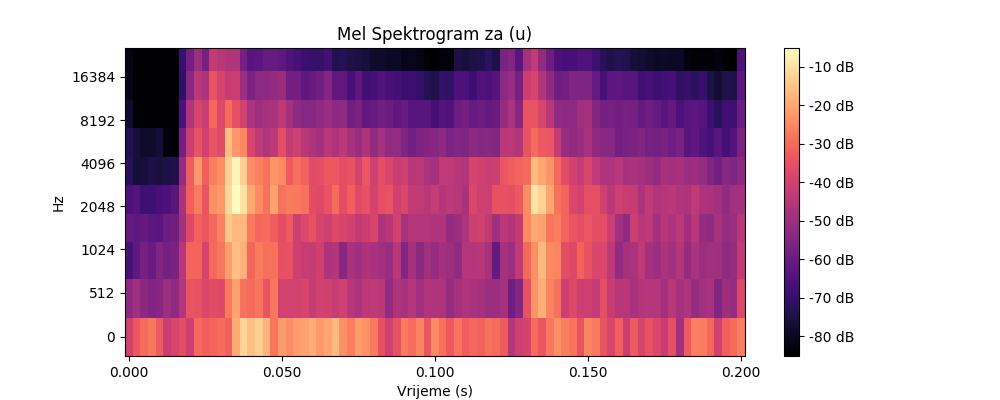 Mel Spektrogram za (u)
Hz
16384
8192
4096
2048
1024
512
0
0.000 0.050 0.100 0.150 0.200
Vrijeme (s)
-10 dB
-20 dB
-30 dB
-40 dB
-50 dB
-60 dB
-70 dB
-80 dB